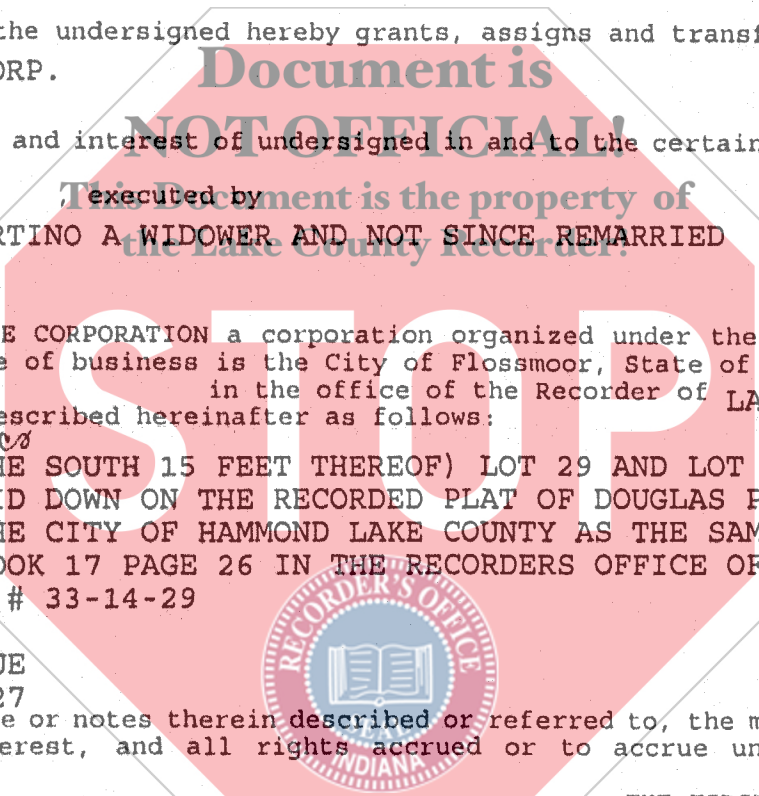 the undersigned hereby grants, assigns and transf
ORP.
Document is
and interest of undersigned in and to the certain
NOT OFFICIAL!
, executed by
This Document is the property of
RTINO A WIDOWER AND NOT SINCE REMARRIED
the Lake County Recorder!
E CORPORATION a corporation organized under the
e of business is the City of Flossmoor, State of
in the office of the Recorder of LA
escribed hereinafter as follows:
STOP
HE SOUTH 15 FEET THEREOF) LOT 29 AND LOT
ID DOWN ON THE RECORDED PLAT OF DOUGLAS P
HE CITY OF HAMMOND LAKE COUNTY AS THE SAM
OOK 17 PAGE 26 IN THE RECORDERS OFFICE OF
# 33-14-29
RECORDER'S OFFICE
UE
27
e or notes therein described or referred to, the m
SEAL
erest, and all rights accrued or to accrue un
INDIANA